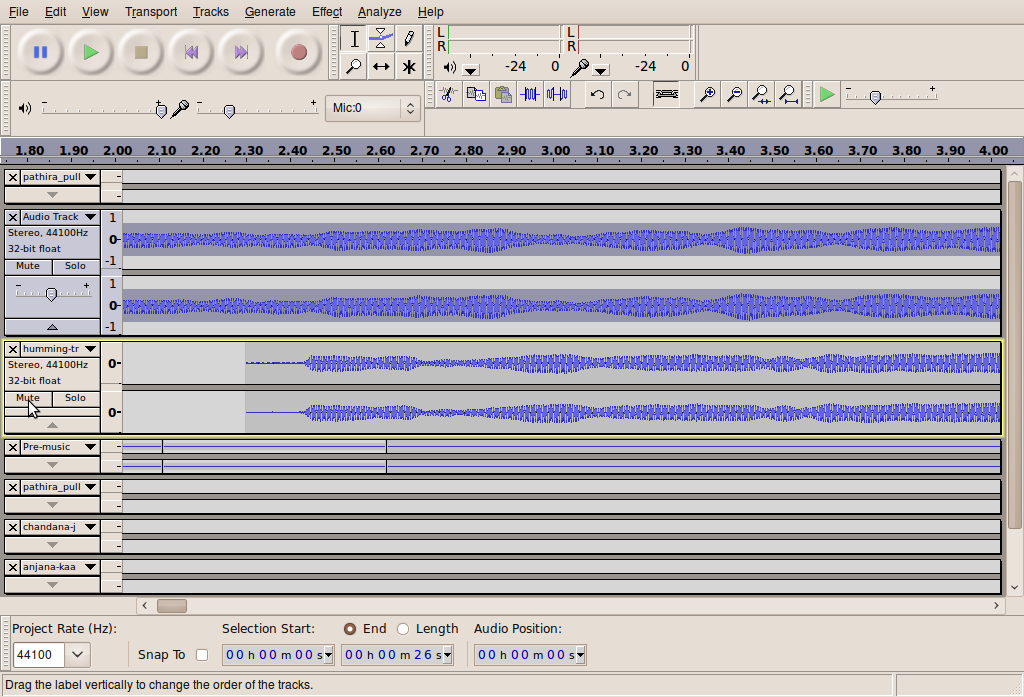 File Edit View Transport Tracks Generate Effect Analyze Help
L
R
-24 0
L
R
-24 0
Mic:0
1.80 1.90 2.00 2.10 2.20 2.30 2.40 2.50 2.60 2.70 2.80 2.90 3.00 3.10 3.20 3.30 3.40 3.50 3.60 3.70 3.80 3.90 4.00
pathira_pull
Audio Track
Stereo, 44100Hz
32-bit float
Mute Solo
1
0
-1
1
0
-1
humming-tr
Stereo, 44100Hz
32-bit float
Mute Solo
0
0
Pre-music
pathira_pull
chandana-j
anjana-kaa
Project Rate (Hz):
44100
Snap To
Selection Start:
00 h 00 m 00 s
End Length
00 h 00 m 26 s
Audio Position:
00 h 00 m 00 s
Drag the label vertically to change the order of the tracks.